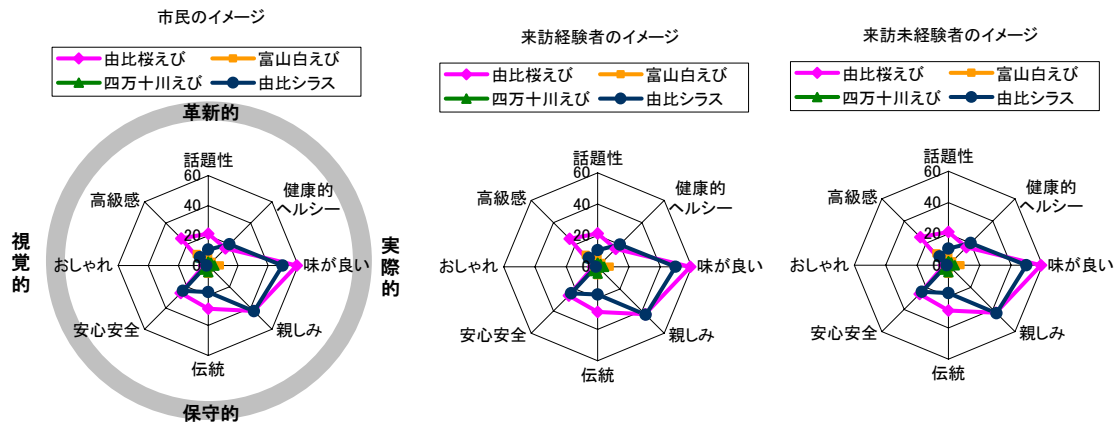 市民のイメージ
由比桜えび
富山白えび
四万十川えび
由比シラス
革新的
視覚的
実際的
保守的
話題性
健康的
ヘルシー
味が良い
親しみ
伝統
安心安全
おしゃれ
高級感
60
40
20
0
来訪経験者のイメージ
由比桜えび
富山白えび
四万十川えび
由比シラス
話題性
健康的
ヘルシー
味が良い
親しみ
伝統
安心安全
おしゃれ
高級感
60
40
20
0
来訪未経験者のイメージ
由比桜えび
富山白えび
四万十川えび
由比シラス
話題性
健康的
ヘルシー
味が良い
親しみ
伝統
安心安全
おしゃれ
高級感
60
40
20
0